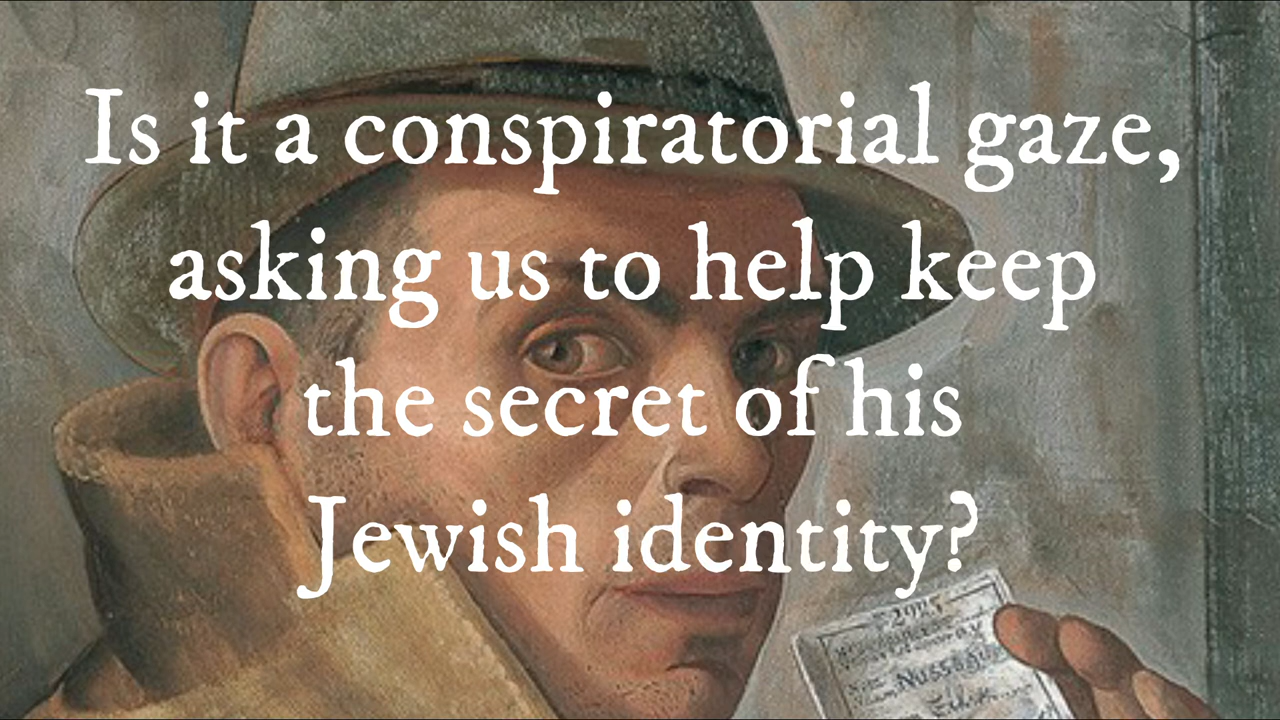 Is it a conspiratorial gaze,
asking us to help keep
the secret of his
Jewish identity?